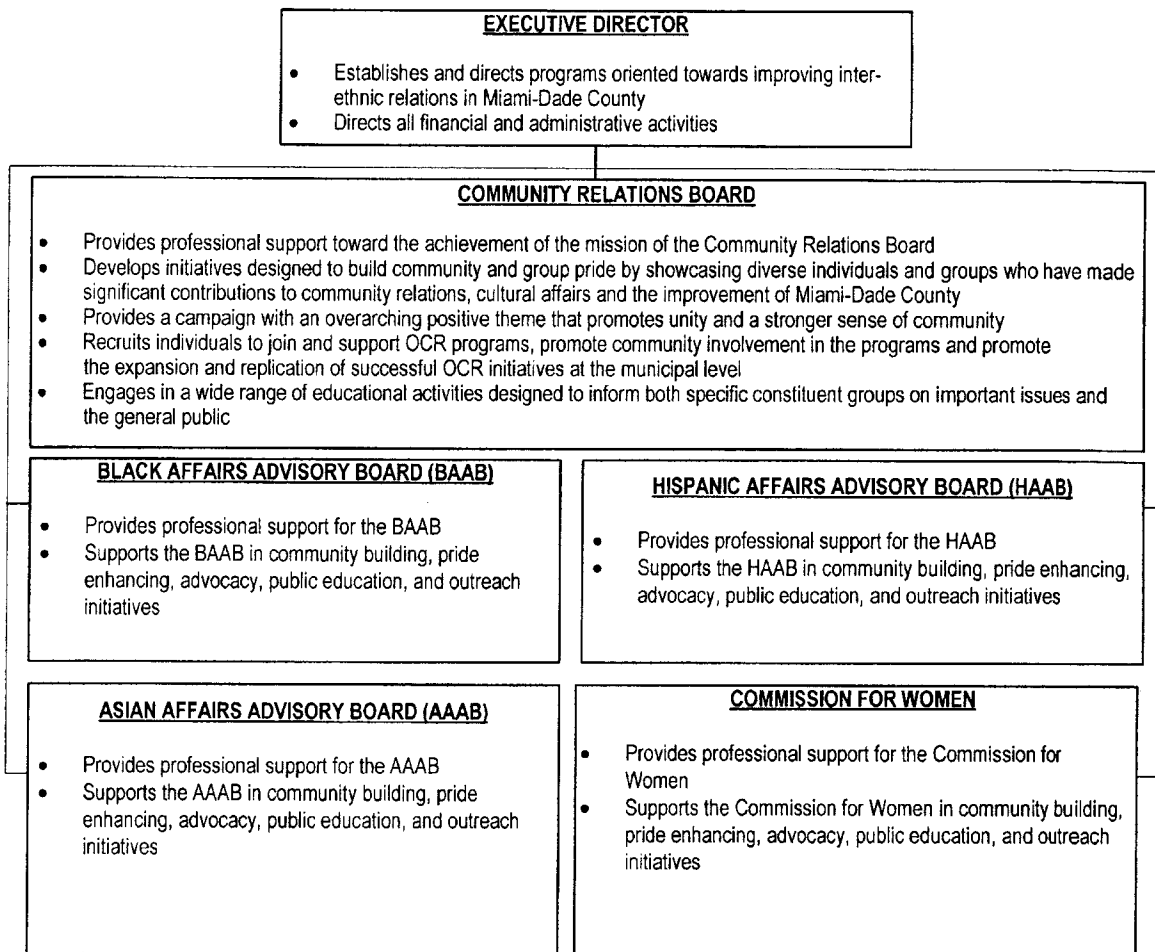 EXECUTIVE DIRECTOR
• Establishes and directs programs oriented towards improving inter-
ethnic relations in Miami-Dade County
• Directs all financial and administrative activities
COMMUNITY RELATIONS BOARD
• Provides professional support toward the achievement of the mission of the Community Relations Board
• Develops initiatives designed to build community and group pride by showcasing diverse individuals and groups who have made
significant contributions to community relations, cultural affairs and the improvement of Miami-Dade County
• Provides a campaign with an overarching positive theme that promotes unity and a stronger sense of community
• Recruits individuals to join and support OCR programs, promote community involvement in the programs and promote
the expansion and replication of successful OCR initiatives at the municipal level
• Engages in a wide range of educational activities designed to inform both specific constituent groups on important issues and
the general public
BLACK AFFAIRS ADVISORY BOARD (BAAB)
• Provides professional support for the BAAB
• Supports the BAAB in community building, pride
enhancing, advocacy, public education, and outreach
initiatives
HISPANIC AFFAIRS ADVISORY BOARD (HAAB)
• Provides professional support for the HAAB
• Supports the HAAB in community building, pride enhancing,
advocacy, public education, and outreach initiatives
ASIAN AFFAIRS ADVISORY BOARD (AAAB)
• Provides professional support for the AAAB
• Supports the AAAB in community building, pride
enhancing, advocacy, public education, and outreach
initiatives
COMMISSION FOR WOMEN
• Provides professional support for the Commission for
Women
• Supports the Commission for Women in community building,
pride enhancing, advocacy, public education, and outreach
initiatives